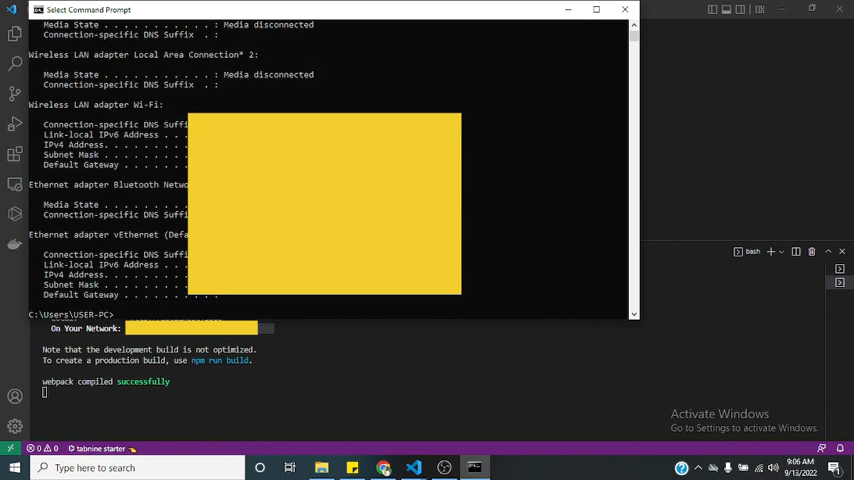 Select Command Prompt
Media State . . . . . . . . . . . : Media disconnected
Connection-specific DNS Suffix  . :
Wireless LAN adapter Local Area Connection* 2:
Media State . . . . . . . . . . . : Media disconnected
Connection-specific DNS Suffix  . :
Wireless LAN adapter Wi-Fi:
Connection-specific DNS Suffi
Link-local IPv6 Address . . .
IPv4 Address. . . . . . . . .
Subnet Mask . . . . . . . . .
Default Gateway . . . . . . .
Ethernet adapter Bluetooth Netwo
Media State . . . . . . . . .
Connection-specific DNS Suffi
Ethernet adapter vEthernet (Defa
Connection-specific DNS Suffi
Link-local IPv6 Address . . .
IPv4 Address. . . . . . . . .
Subnet Mask . . . . . . . . .
Default Gateway . . . . . . . . . :
C:\Users\USER-PC>
bash
On Your Network:
Note that the development build is not optimized.
To create a production build, use npm run build.
webpack compiled successfully
Activate Windows
Go to Settings to activate Windows.
0 0 tabnine starter
Type here to search
9:06 AM
9/13/2022
1